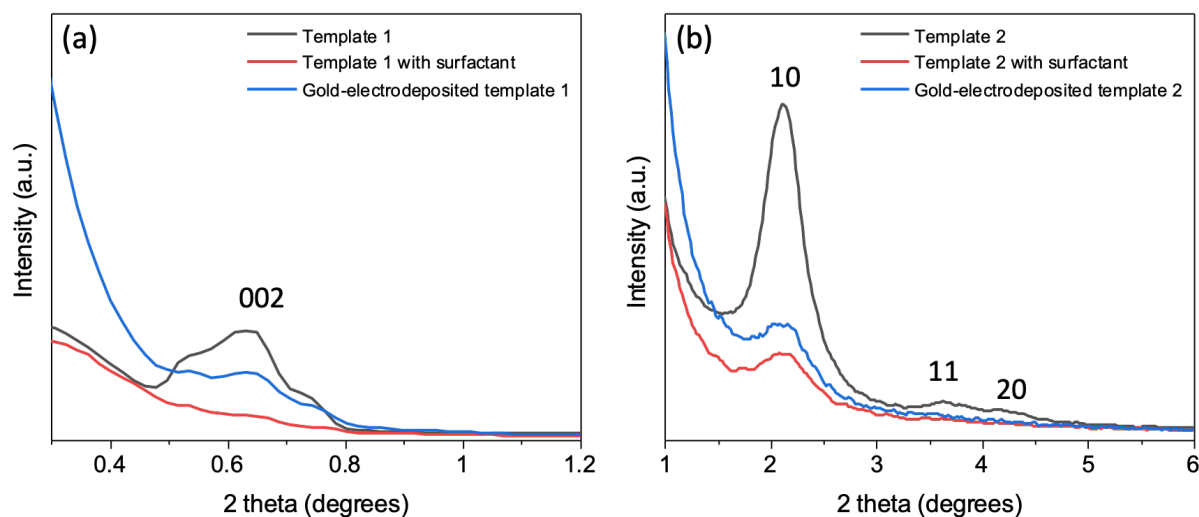 (a)
Template 1
Template 1 with surfactant
Gold-electrodeposited template 1
002
Intensity (a.u.)
0.4 0.6 0.8 1 1.2
2 theta (degrees)
(b)
Template 2
Template 2 with surfactant
Gold-electrodeposited template 2
10
11
20
Intensity (a.u.)
1 2 3 4 5 6
2 theta (degrees)